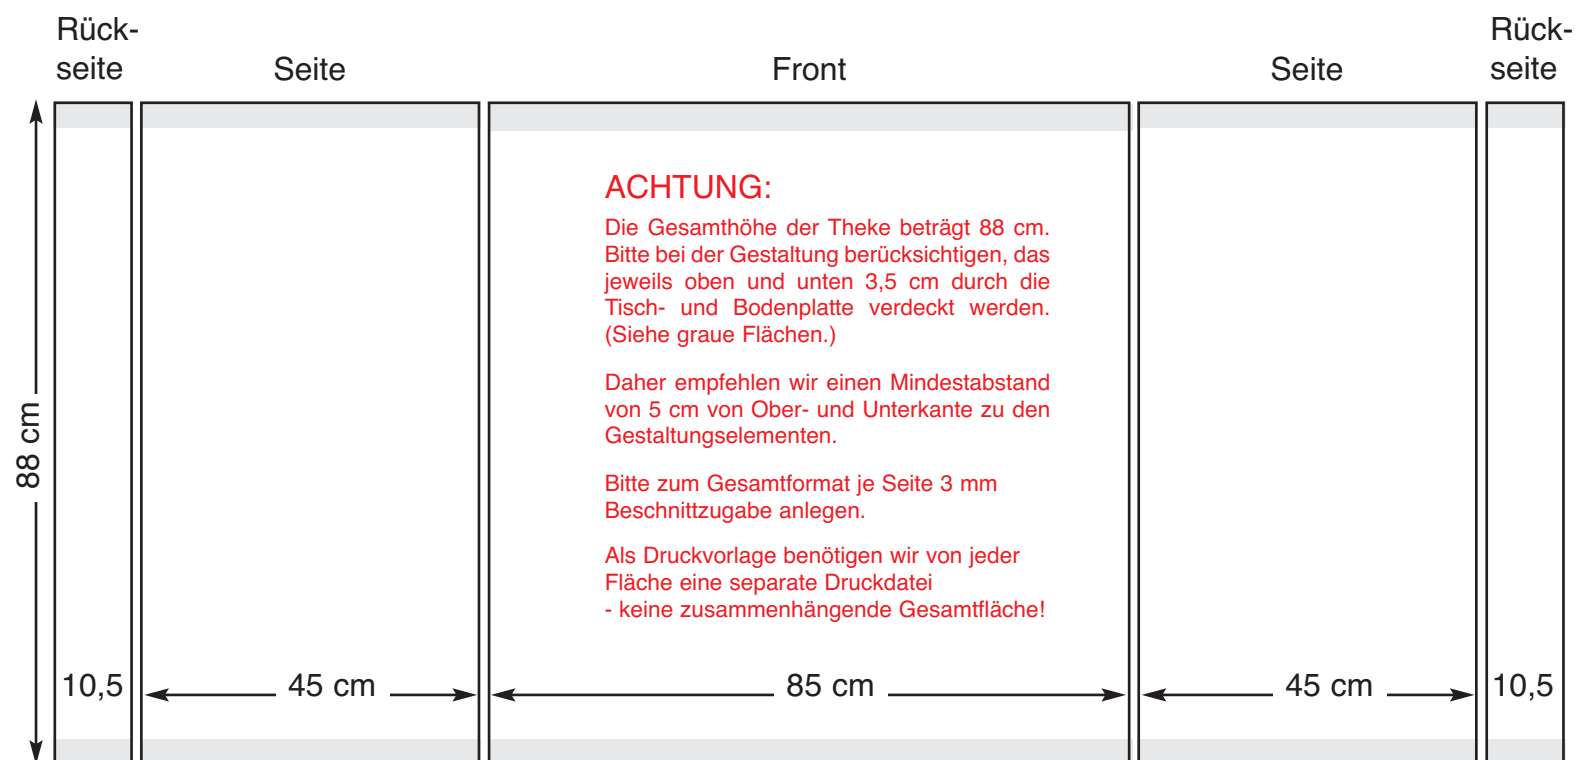 Rück-
seite
Seite
Front
Seite
Rück-
seite
88 cm
ACHTUNG:
Die Gesamthöhe der Theke beträgt 88 cm.
Bitte bei der Gestaltung berücksichtigen, das
jeweils oben und unten 3,5 cm durch die
Tisch- und Bodenplatte verdeckt werden.
(Siehe graue Flächen.)
Daher empfehlen wir einen Mindestabstand
von 5 cm von Ober- und Unterkante zu den
Gestaltungselementen.
Bitte zum Gesamtformat je Seite 3 mm
Beschnittzugabe anlegen.
Als Druckvorlage benötigen wir von jeder
Fläche eine separate Druckdatei
- keine zusammenhängende Gesamtfläche!
10,5
45 cm
85 cm
45 cm
10,5